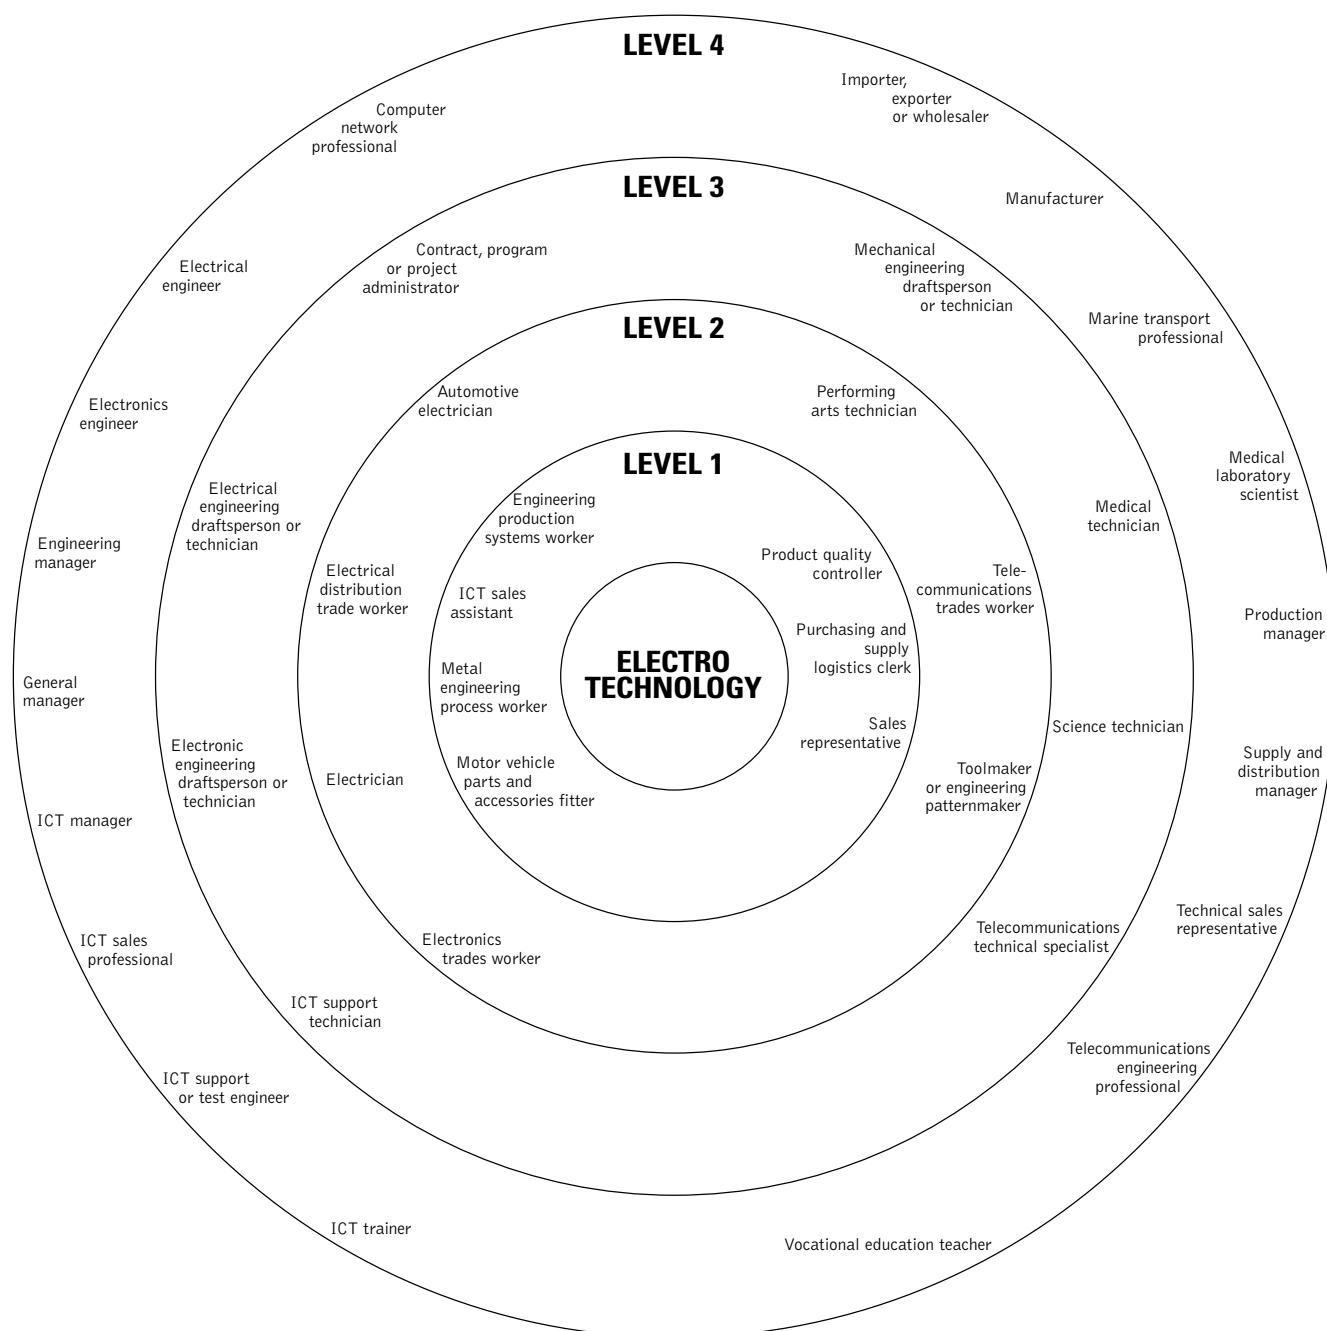 LEVEL 4
Computer
network
professional
Importer,
exporter
or wholesaler
Manufacturer
Electrical
engineer
Marine transport
professional
Electronics
engineer
Medical
laboratory
scientist
Engineering
manager
Production
manager
General
manager
Supply and
distribution
manager
ICT manager
Technical sales
representative
ICT sales
professional
Telecommunications
engineering
professional
ICT support
or test engineer
ICT trainer
Vocational education teacher
LEVEL 3
Contract, program
or project
administrator
Mechanical
engineering
draftsperson
or technician
Electrical
engineering
draftsperson or
technician
Medical
technician
Electronic
engineering
draftsperson or
technician
Science technician
Telecommunications
technical specialist
ICT support
technician
LEVEL 2
Automotive
electrician
Performing
arts technician
Electrical
distribution
trade worker
Tele-
communications
trades worker
Electrician
Toolmaker
or engineering
patternmaker
Electronics
trades worker
LEVEL 1
Engineering
production
systems worker
Product quality
controller
ICT sales
assistant
Purchasing and
supply
logistics clerk
Metal
engineering
process worker
Sales
representative
Motor vehicle
parts and
accessories fitter
ELECTRO
TECHNOLOGY